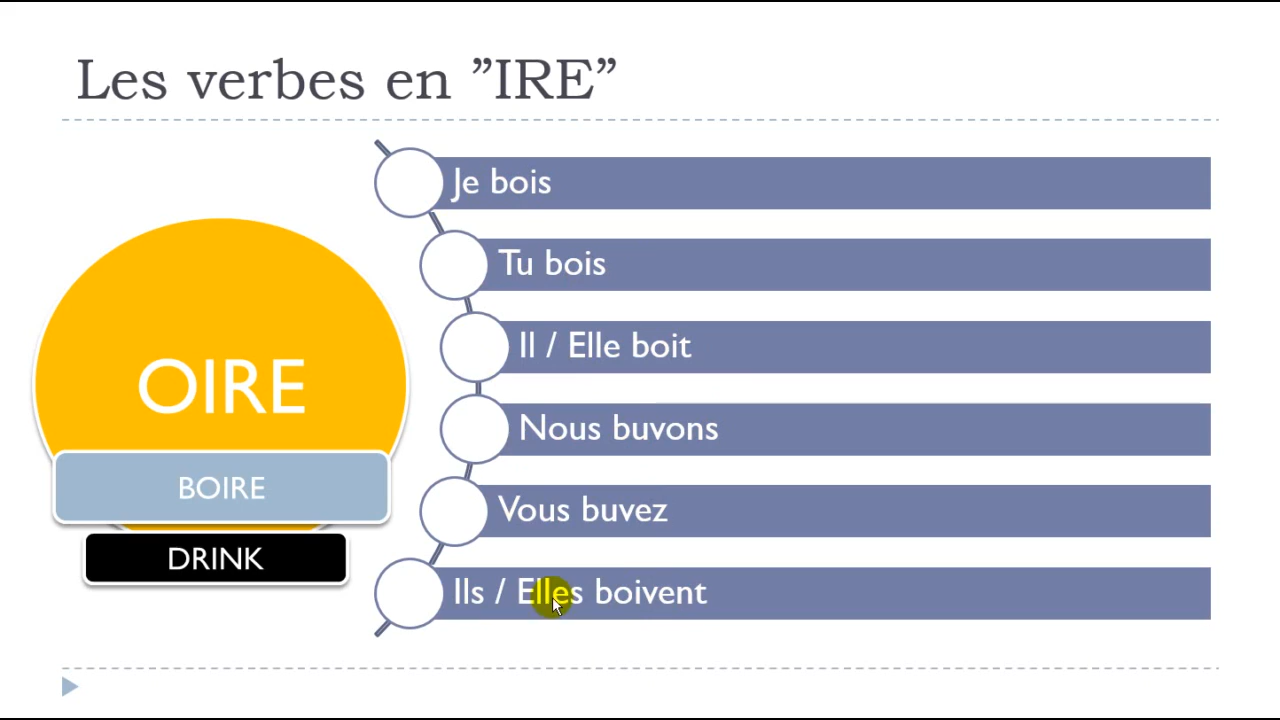 Les verbes en ”IRE”
OIRE
BOIRE
DRINK
Je bois
Tu bois
Il / Elle boit
Nous buvons
Vous buvez
Ils / Elles boivent